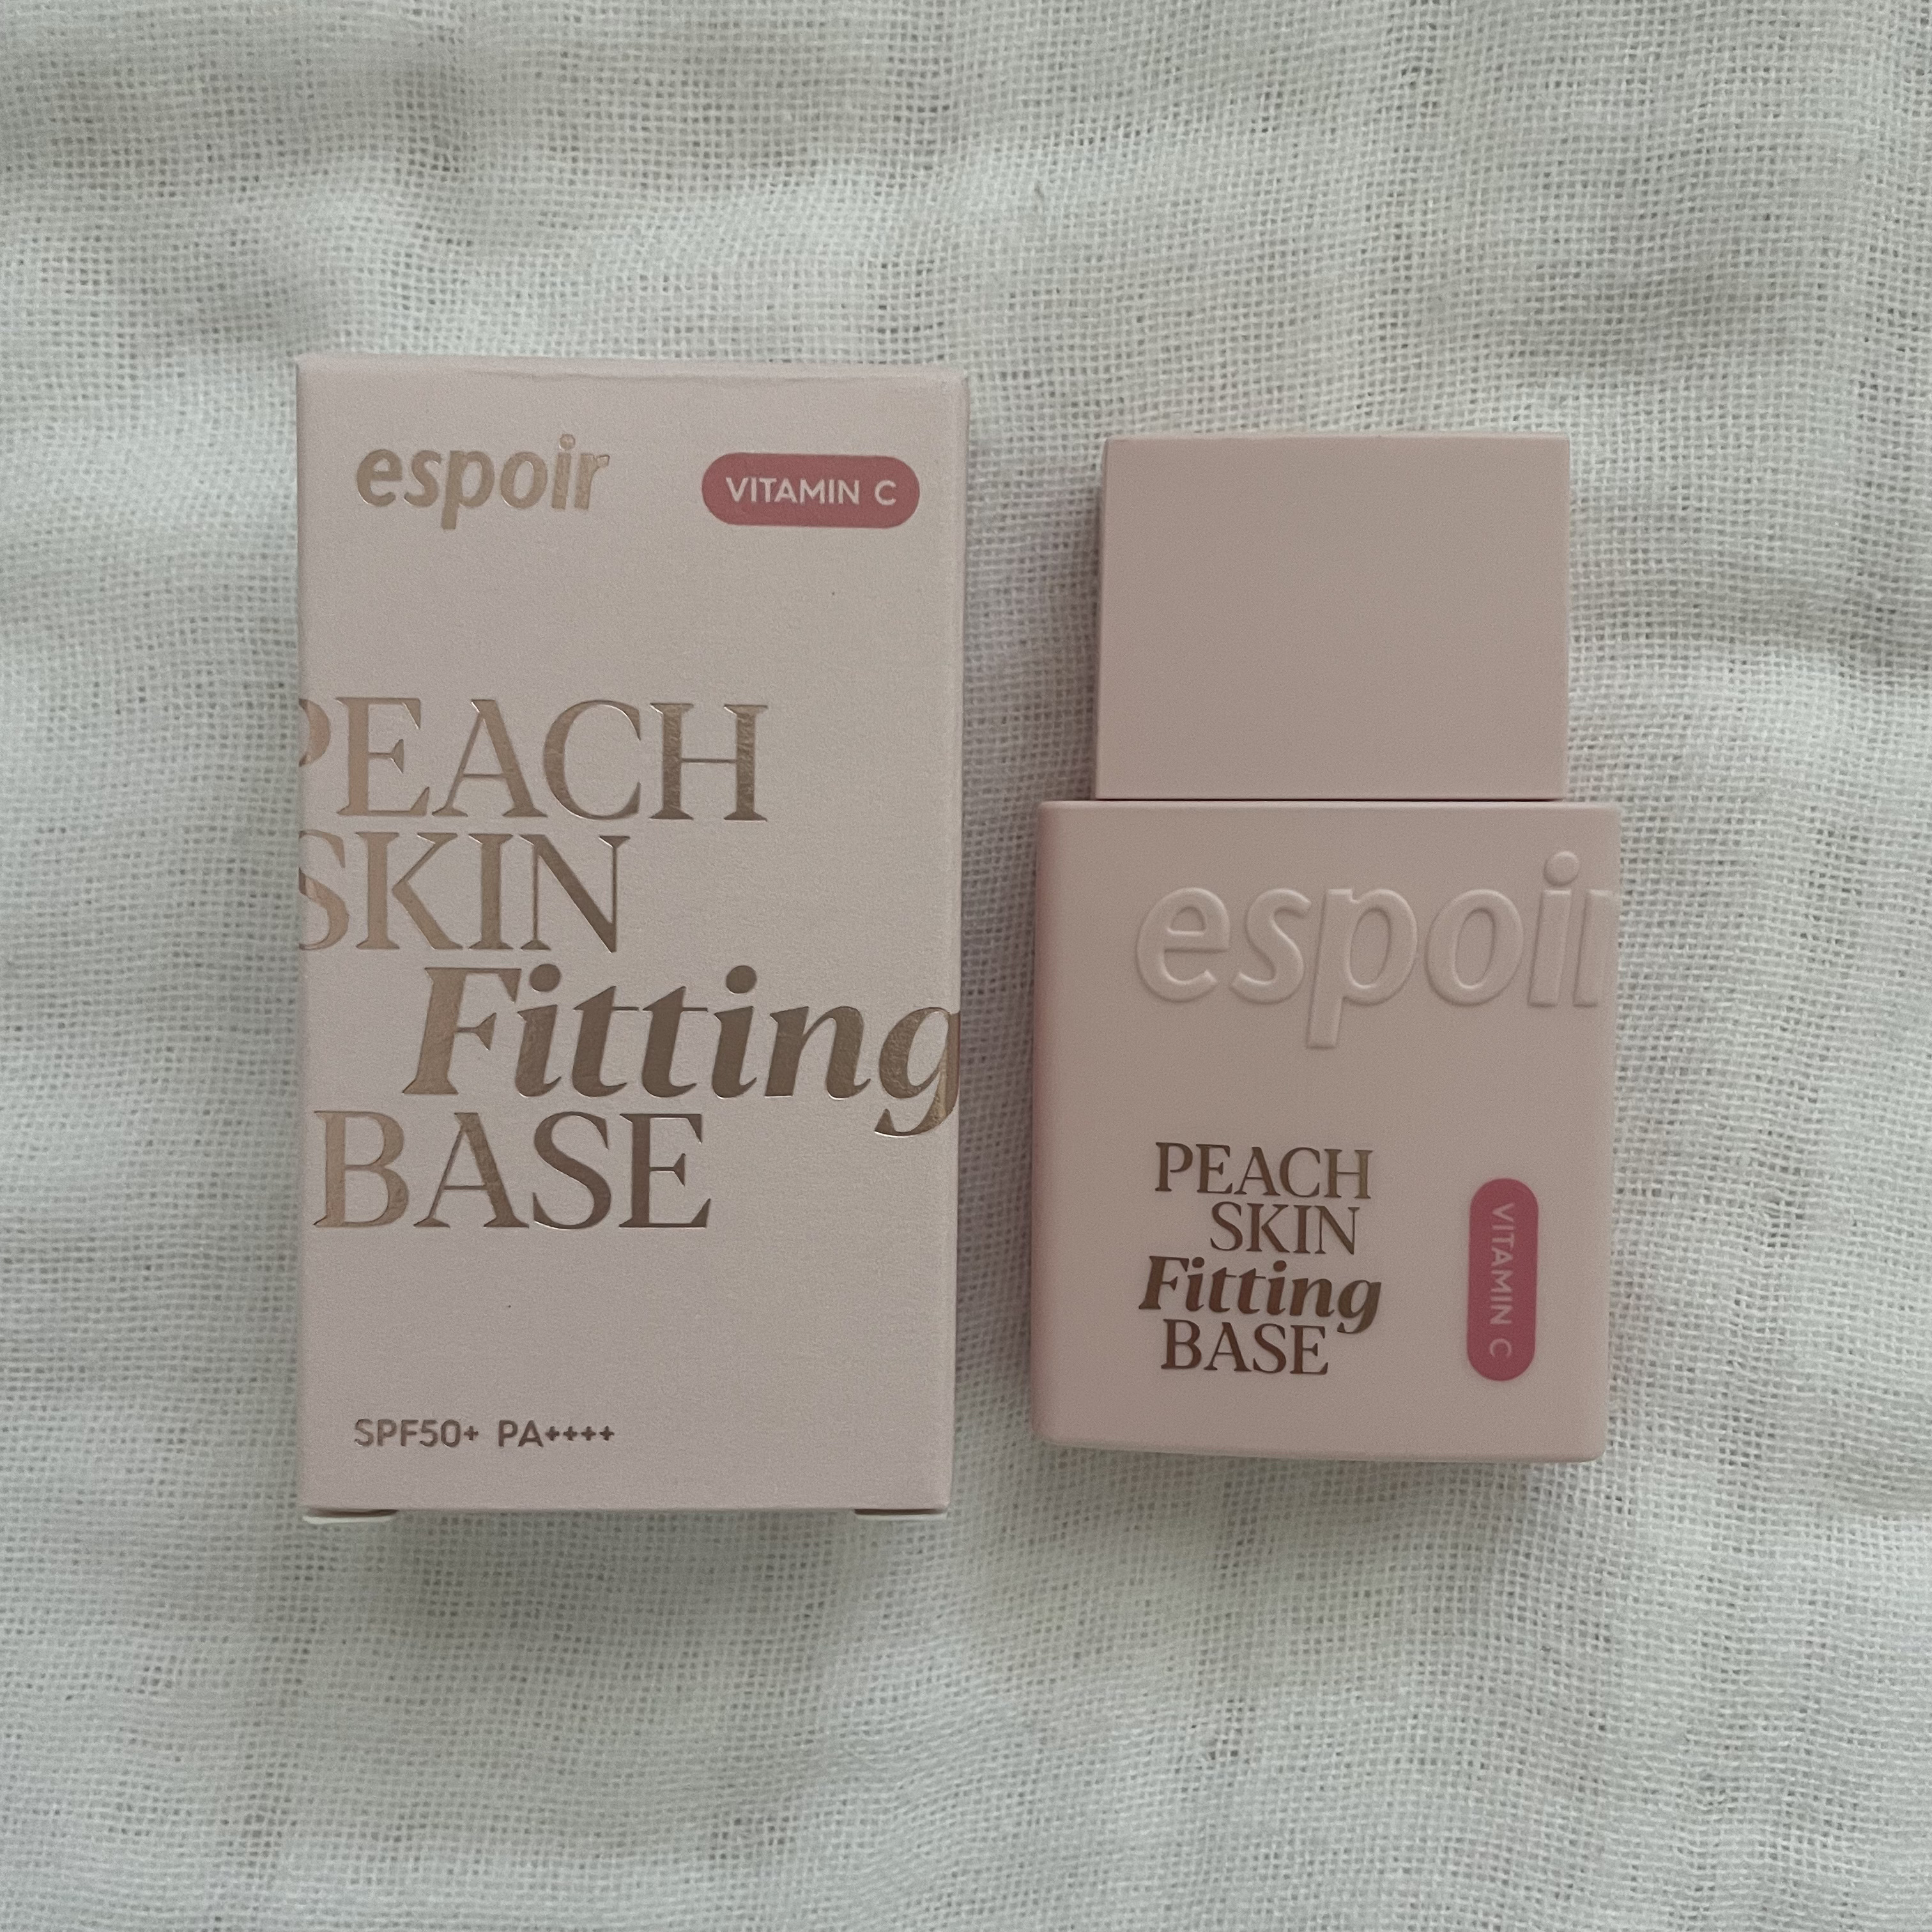 espoir
VITAMIN C
PEACH
SKIN
Fitting
BASE
SPF50+ PA++++
espoir
PEACH
SKIN
Fitting
BASE
VITAMIN C